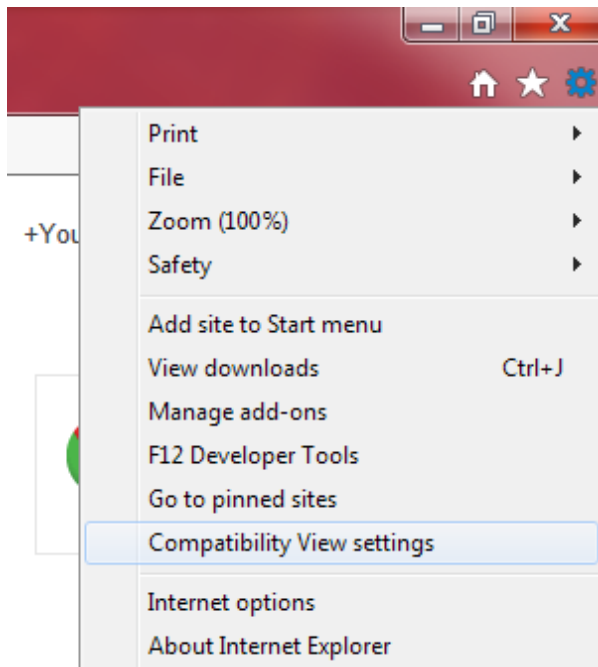 Print
File
Zoom (100%)
+You
Safety
Add site to Start menu
View downloads Ctrl+J
Manage add-ons
F12 Developer Tools
Go to pinned sites
Compatibility View settings
Internet options
About Internet Explorer